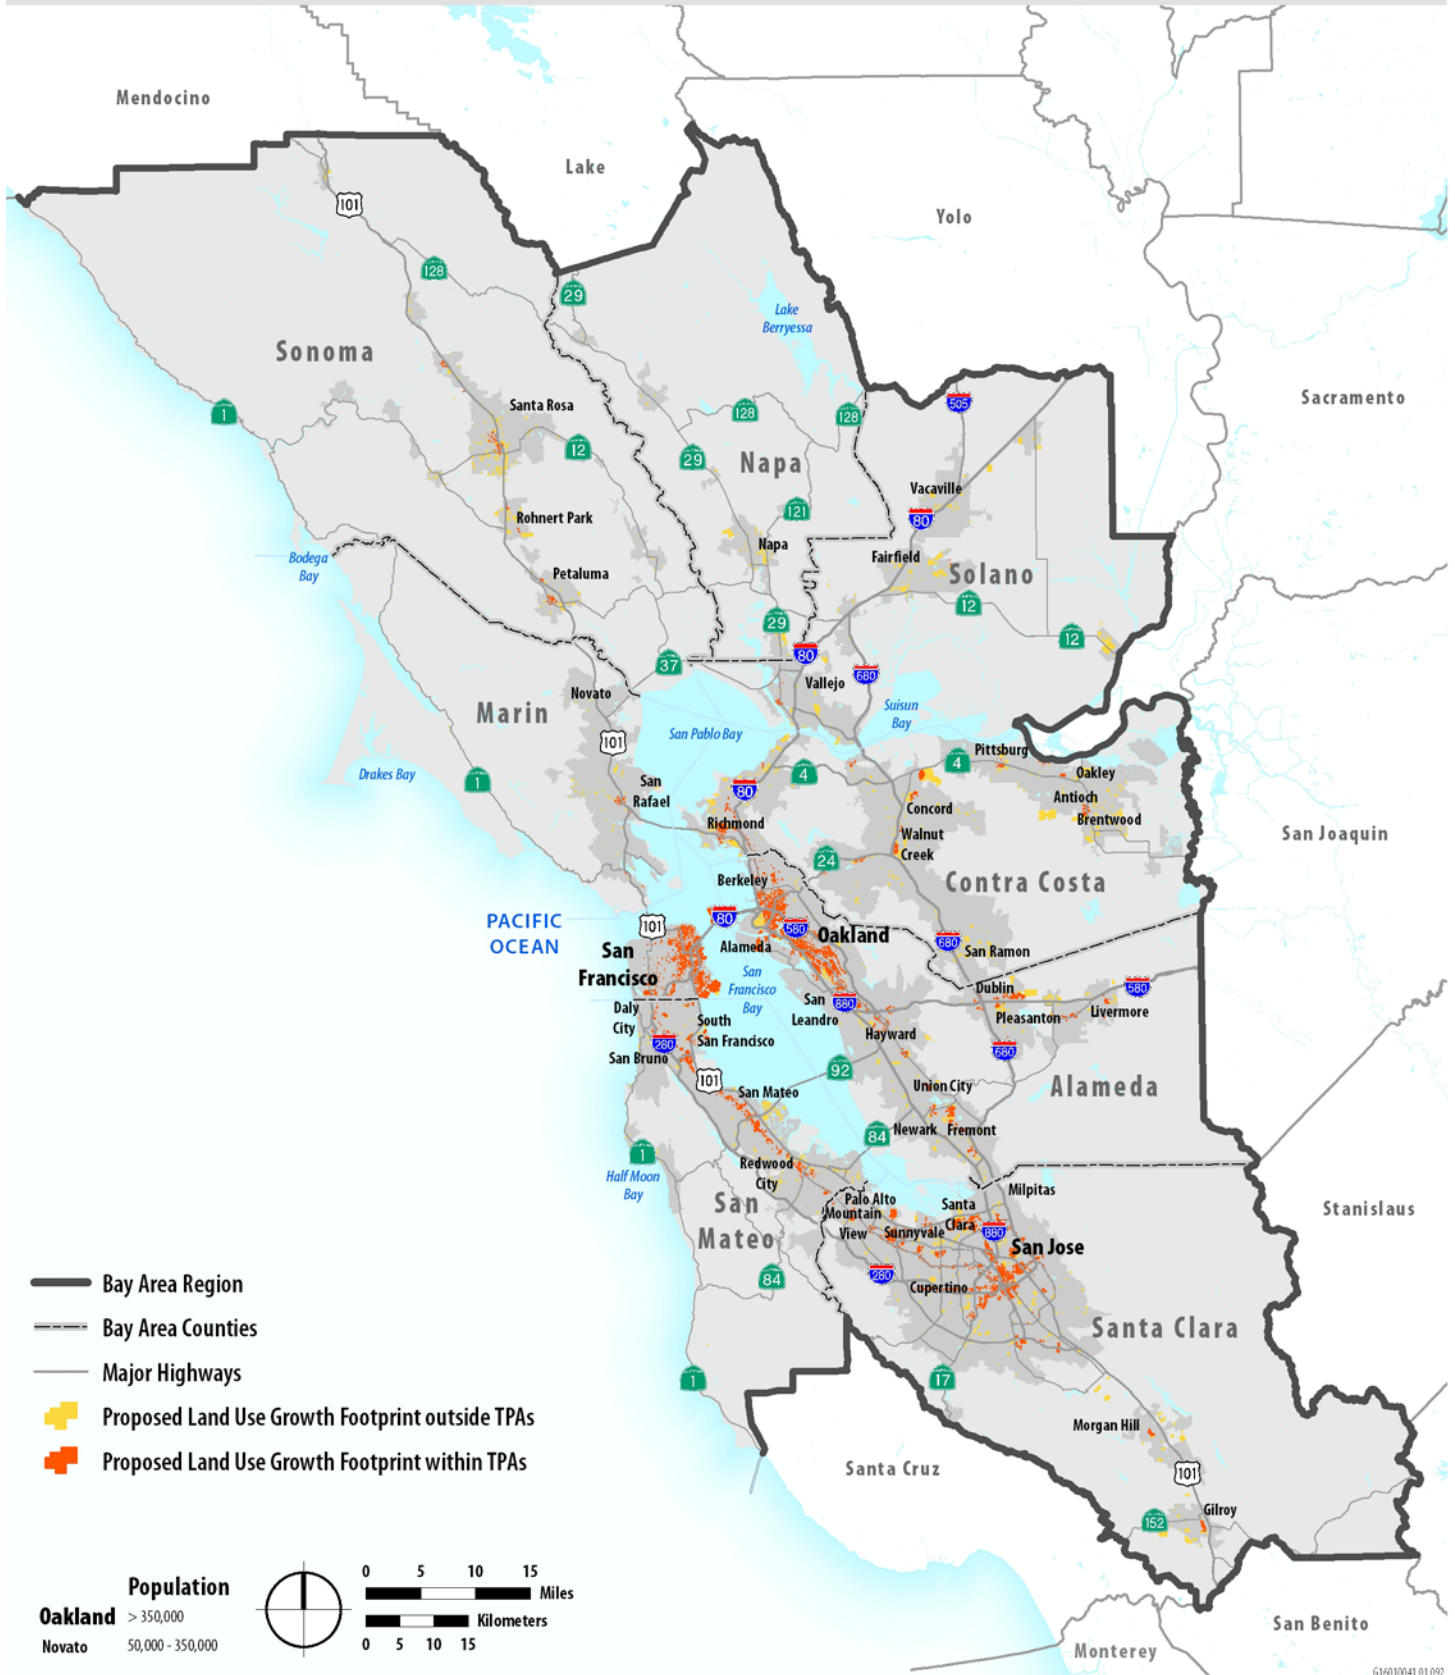 Mendocino
Lake
Yolo
101
128
29
Lake
Berryessa
Sonoma
505
Sacramento
1
Santa Rosa
128
128
12
29
Napa
Vacaville
121
80
Rohnert Park
Napa
Fairfield
Bodega
Bay
Petaluma
Solano
12
29
12
80
37
680
Novato
Vallejo
Marin
Suisun
Bay
San Pablo Bay
101
Pittsburg
4
4
Drakes Bay
1
San
Rafael
80
Oakley
Concord
Antioch
Richmond
Brentwood
Walnut
Creek
San Joaquin
24
Berkeley
Contra Costa
PACIFIC
OCEAN
101
80
580
Oakland
Alameda
680
San Ramon
San
Francisco
San
Francisco
Bay
Dublin
580
San
Leandro
880
Daly
City
South
San Francisco
Pleasanton
Livermore
Hayward
280
San Bruno
680
92
101
San Mateo
Union City
Alameda
84
Newark
Fremont
1
Redwood
City
Half Moon
Bay
Milpitas
Palo Alto
Santa
Clara
San
Mateo
Mountain
View
Sunnyvale
880
San Jose
Stanislaus
84
280
Cupertino
Santa Clara
1
17
Morgan Hill
Santa Cruz
101
152
Gilroy
Bay Area Region
Bay Area Counties
Major Highways
Proposed Land Use Growth Footprint outside TPAs
Proposed Land Use Growth Footprint within TPAs
Population
Oakland > 350,000
Novato 50,000 - 350,000
0 5 10 15
Miles
Kilometers
0 5 10 15
San Benito
Monterey